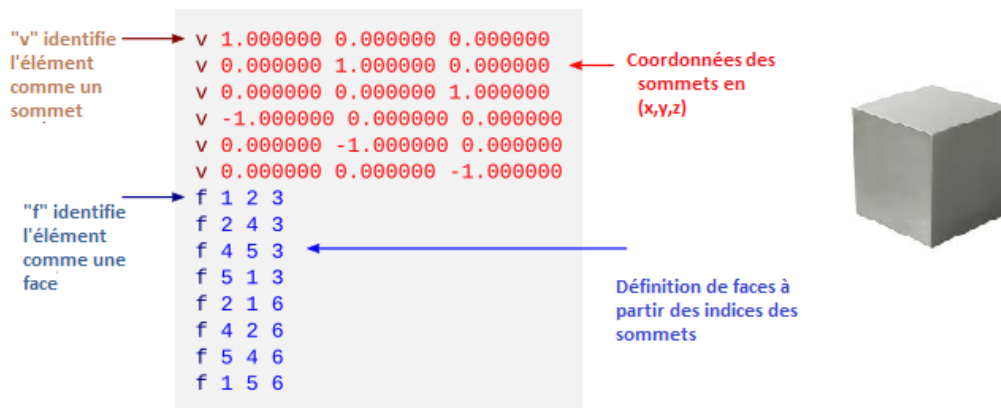 "v" identifie
l'élément
comme un
sommet
v 1.000000 0.000000 0.000000
v 0.000000 1.000000 0.000000
v 0.000000 0.000000 1.000000
v -1.000000 0.000000 0.000000
v 0.000000 -1.000000 0.000000
v 0.000000 0.000000 -1.000000
Coordonnées des
sommets en
(x,y,z)
"f" identifie
l'élément
comme une
face
f 1 2 3
f 2 4 3
f 4 5 3
f 5 1 3
f 2 1 6
f 4 2 6
f 5 4 6
f 1 5 6
Définition de faces à
partir des indices des
sommets